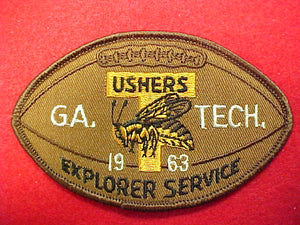 USHERS
GA. TECH.
19 63
EXPLORER SERVICE